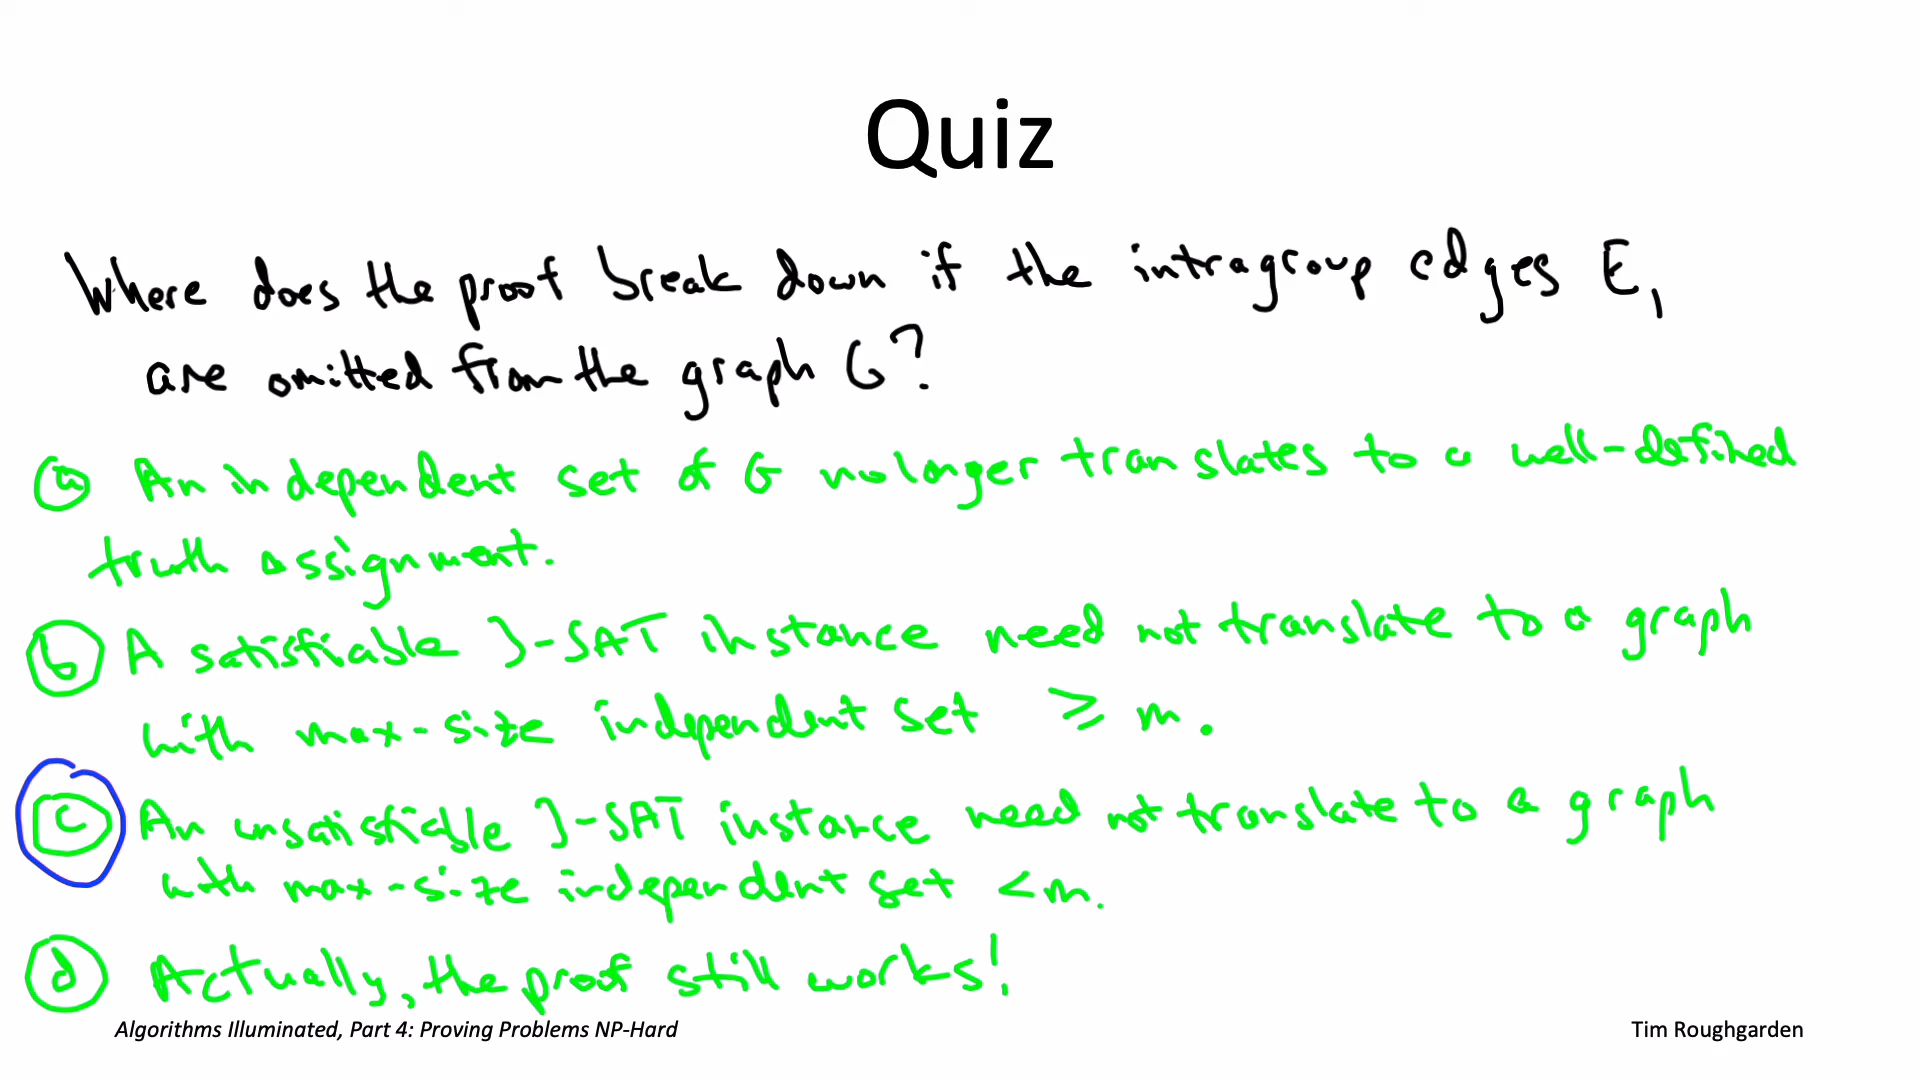 Quiz
Where does the proof break down if the intragroup edges E₁
are omitted from the graph G?
(a) An independent set of G no longer translates to a well-defined
truth assignment.
(b) A satisfiable 3-SAT instance need not translate to a graph
with max-size independent set ≥ m.
(c) An unsatisfiable 3-SAT instance need not translate to a graph
with max-size independent set < m.
(d) Actually, the proof still works!
Algorithms Illuminated, Part 4: Proving Problems NP-Hard
Tim Roughgarden